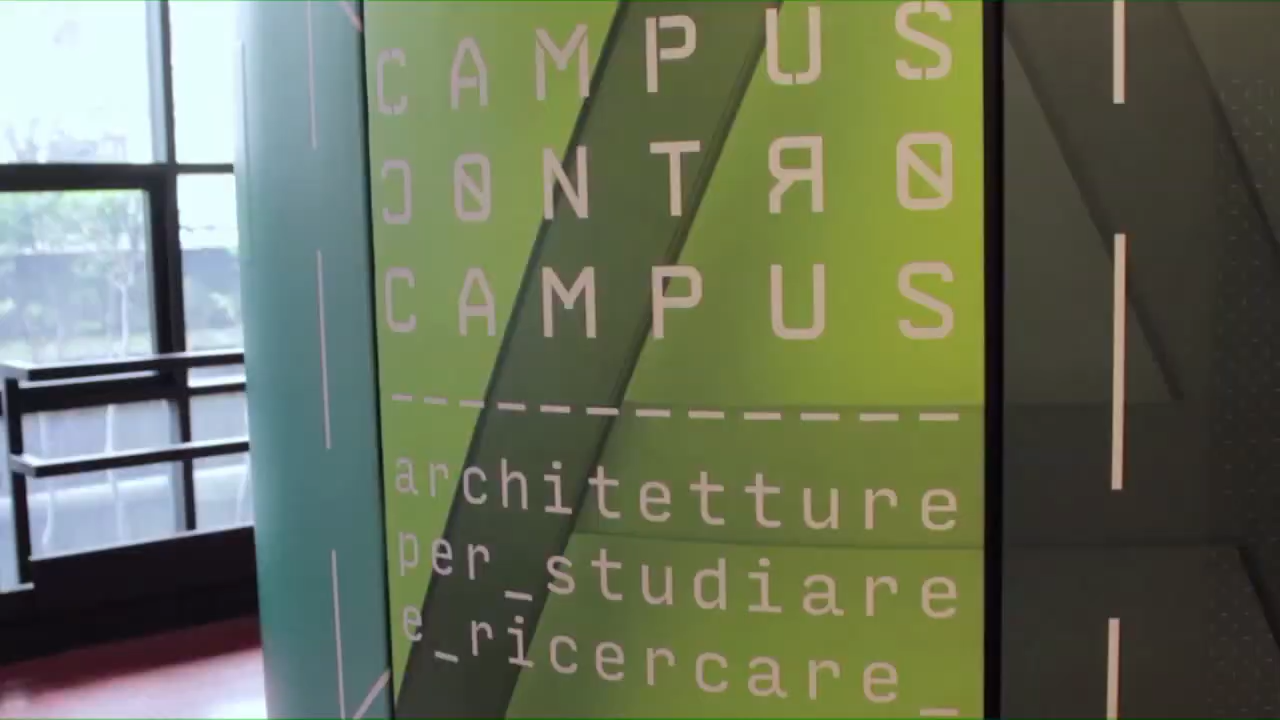 CAMPUS
CONTRO
CAMPUS
architetture
per_studiare
e_ricercare_